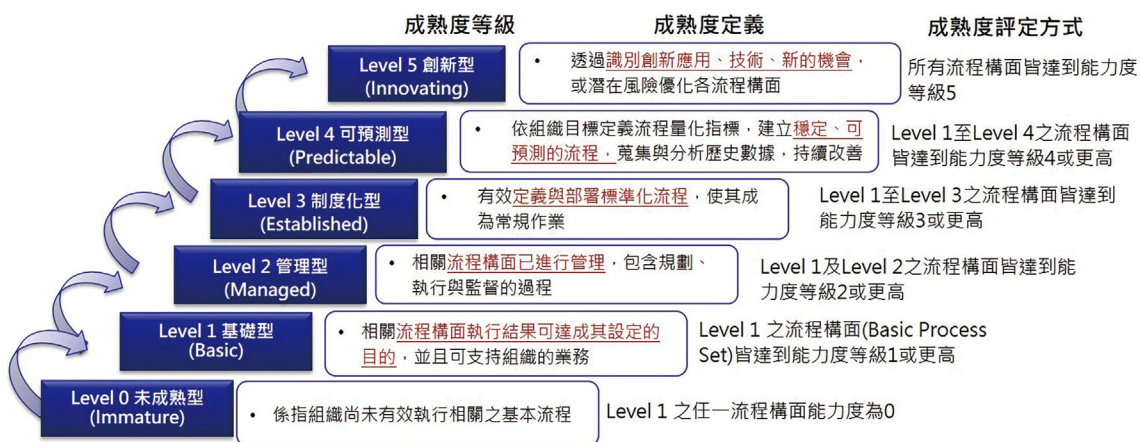 成熟度等級
成熟度定義
成熟度評定方式
Level 5 創新型
(Innovating)
• 透過識別創新應用、技術、新的機會,
或潛在風險優化各流程構面
所有流程構面皆達到能力度
等級5
Level 4 可預測型
(Predictable)
• 依組織目標定義流程量化指標，建立穩定、可
預測的流程，蒐集與分析歷史數據，持續改善
Level 1至Level 4之流程構面
皆達到能力度等級4或更高
Level 3 制度化型
(Established)
• 有效定義與部署標準化流程，使其成
為常規作業
Level 1至Level 3之流程構面皆達到
能力度等級3或更高
Level 2 管理型
(Managed)
• 相關流程構面已進行管理，包含規劃、
執行與監督的過程
Level 1及Level 2之流程構面皆達到能
力度等級2或更高
Level 1 基礎型
(Basic)
• 相關流程構面執行結果可達成其設定的
目的，並且可支持組織的業務
Level 1 之流程構面(Basic Process
Set)皆達到能力度等級1或更高
Level 0 未成熟型
(Immature)
• 係指組織尚未有效執行相關之基本流程
Level 1 之任一流程構面能力度為0